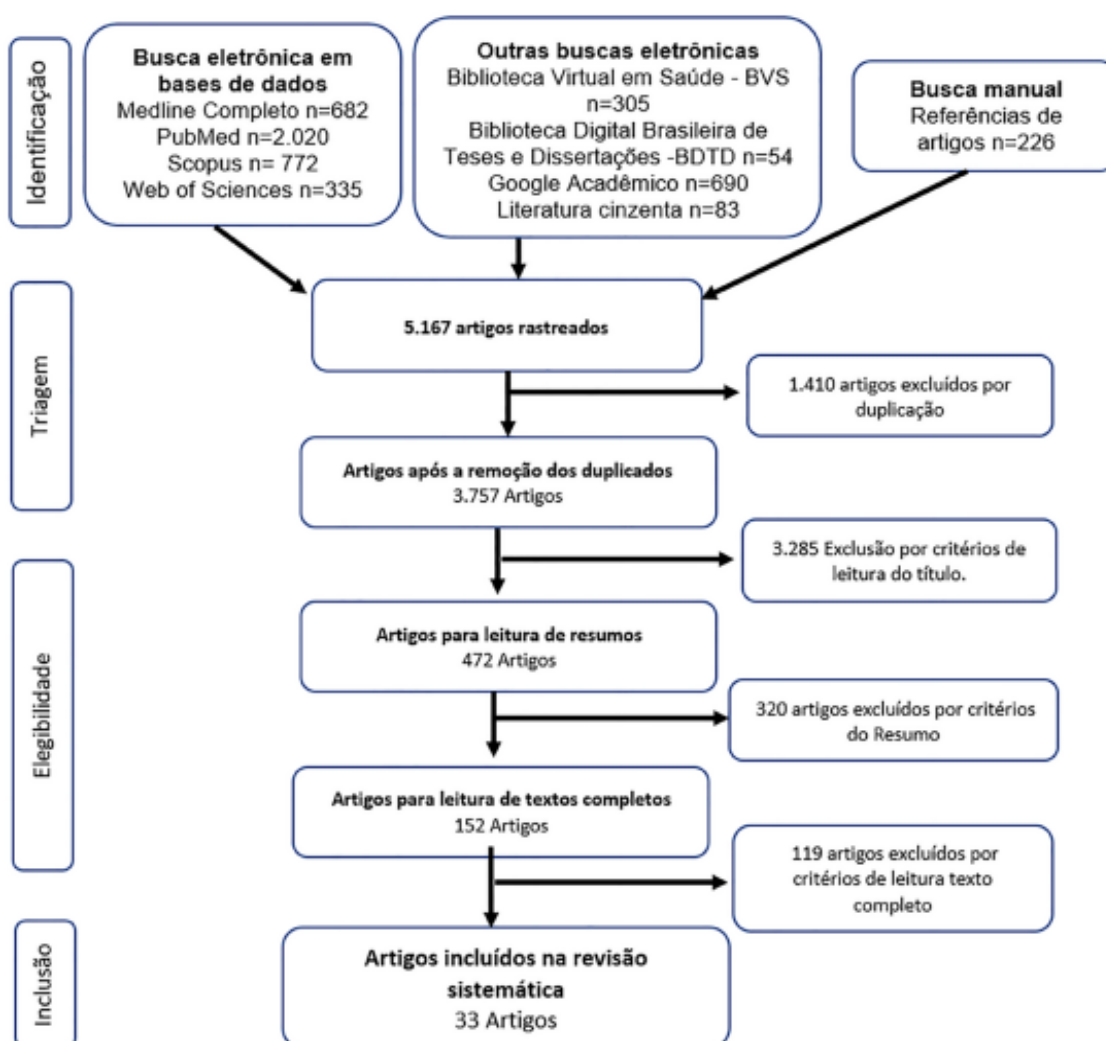 Identificação
Busca eletrônica em
bases de dados
Medline Completo n=682
PubMed n=2.020
Scopus n= 772
Web of Sciences n=335
Outras buscas eletrônicas
Biblioteca Virtual em Saúde - BVS
n=305
Biblioteca Digital Brasileira de
Teses e Dissertações -BDTD n=54
Google Acadêmico n=690
Literatura cinzenta n=83
Busca manual
Referências de
artigos n=226
Triagem
5.167 artigos rastreados
1.410 artigos excluídos por
duplicação
Artigos após a remoção dos duplicados
3.757 Artigos
Elegibilidade
3.285 Exclusão por critérios de
leitura do título.
Artigos para leitura de resumos
472 Artigos
320 artigos excluídos por critérios
do Resumo
Artigos para leitura de textos completos
152 Artigos
119 artigos excluídos por
critérios de leitura texto
completo
Inclusão
Artigos incluídos na revisão
sistemática
33 Artigos